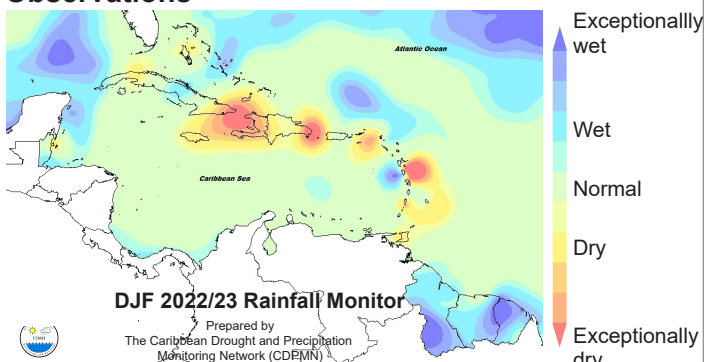 Observations
Atlantic Ocean
Caribbean Sea
DJF 2022/23 Rainfall Monitor
Prepared by
The Caribbean Drought and Precipitation
Monitoring Network (CDPMN)
CIMH
Exceptionallly
wet
Wet
Normal
Dry
Exceptionally
dry